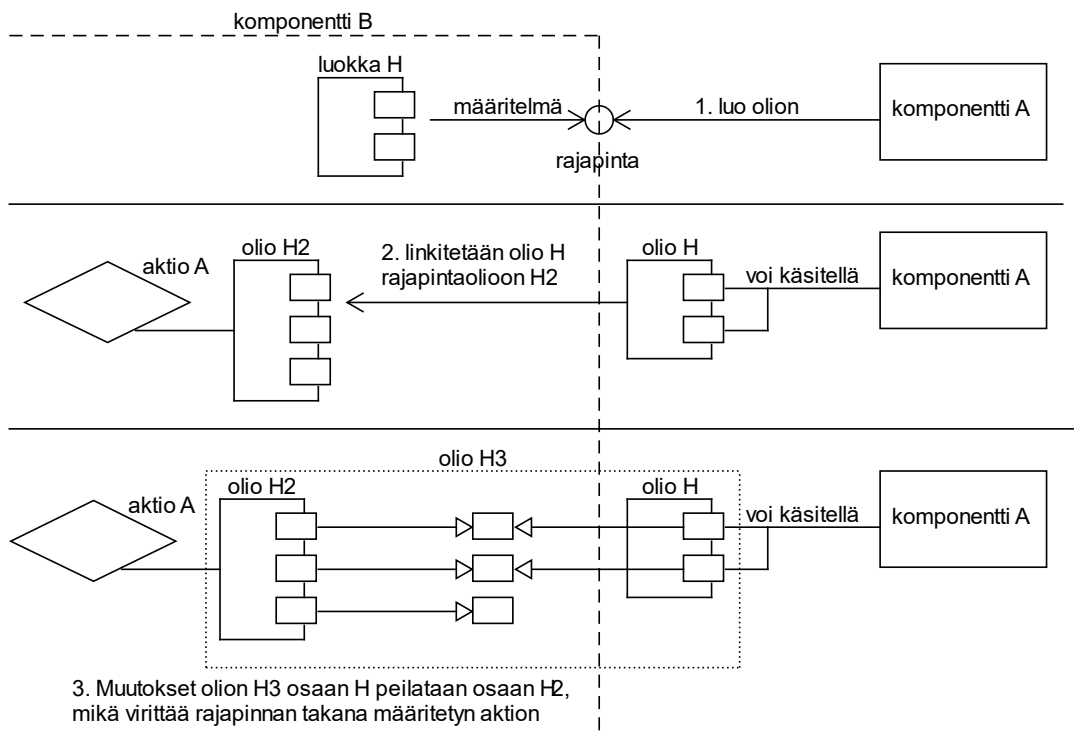 komponentti B
luokka H
määritelmä
1. luo olion
komponentti A
rajapinta
olio H2
aktio A
2. linkitetään olio H
rajapintaolioon H2
olio H
voi käsitellä
komponentti A
olio H3
olio H2
olio H
aktio A
voi käsitellä
komponentti A
3. Muutokset olion H3 osaan H peilataan osaan H2,
mikä virittää rajapinnan takana määritetyn aktion